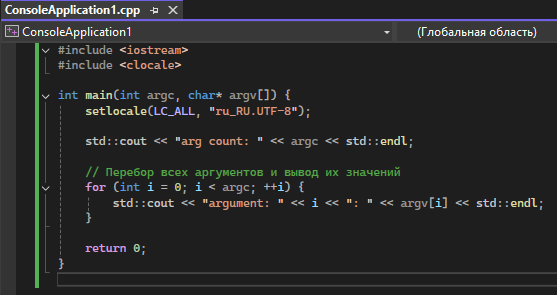 ConsoleApplication1.cpp
ConsoleApplication1 (Глобальная область)
#include <iostream>
#include <clocale>
int main(int argc, char* argv[]) {
setlocale(LC_ALL, "ru_RU.UTF-8");
std::cout << "arg count: " << argc << std::endl;
// Перебор всех аргументов и вывод их значений
for (int i = 0; i < argc; ++i) {
std::cout << "argument: " << i << ": " << argv[i] << std::endl;
}
return 0;
}